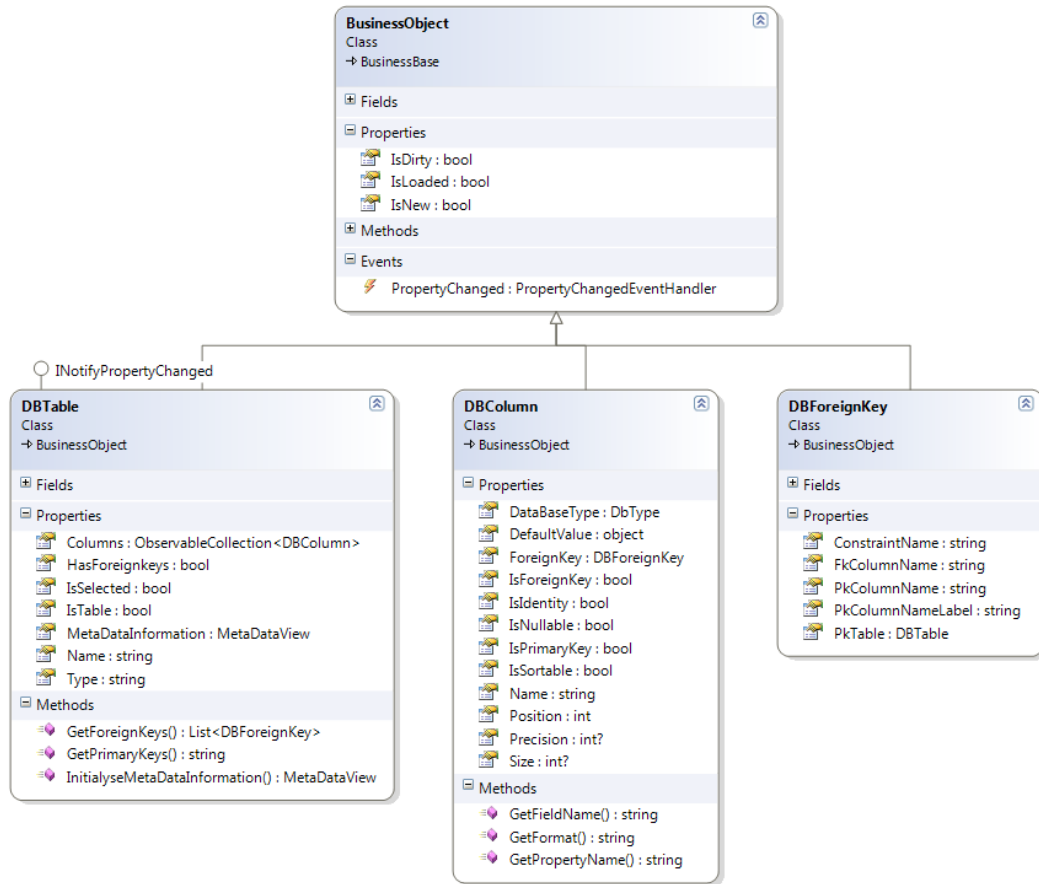 BusinessObject
Class
BusinessBase
Fields
Properties
IsDirty : bool
IsLoaded : bool
IsNew : bool
Methods
Events
PropertyChanged : PropertyChangedEventHandler
INotifyPropertyChanged
DBTable
Class
BusinessObject
Fields
Properties
Columns : ObservableCollection<DBColumn>
HasForeignkeys : bool
IsSelected : bool
IsTable : bool
MetaDataInformation : MetaDataView
Name : string
Type : string
Methods
GetForeignKeys() : List<DBForeignKey>
GetPrimaryKeys() : string
InitialyseMetaDataInformation() : MetaDataView
DBColumn
Class
BusinessObject
Properties
DataBaseType : DbType
DefaultValue : object
ForeignKey : DBForeignKey
IsForeignKey : bool
IsIdentity : bool
IsNullable : bool
IsPrimaryKey : bool
IsSortable : bool
Name : string
Position : int
Precision : int?
Size : int?
Methods
GetFieldName() : string
GetFormat() : string
GetPropertyName() : string
DBForeignKey
Class
BusinessObject
Fields
Properties
ConstraintName : string
FkColumnName : string
PkColumnName : string
PkColumnNameLabel : string
PkTable : DBTable